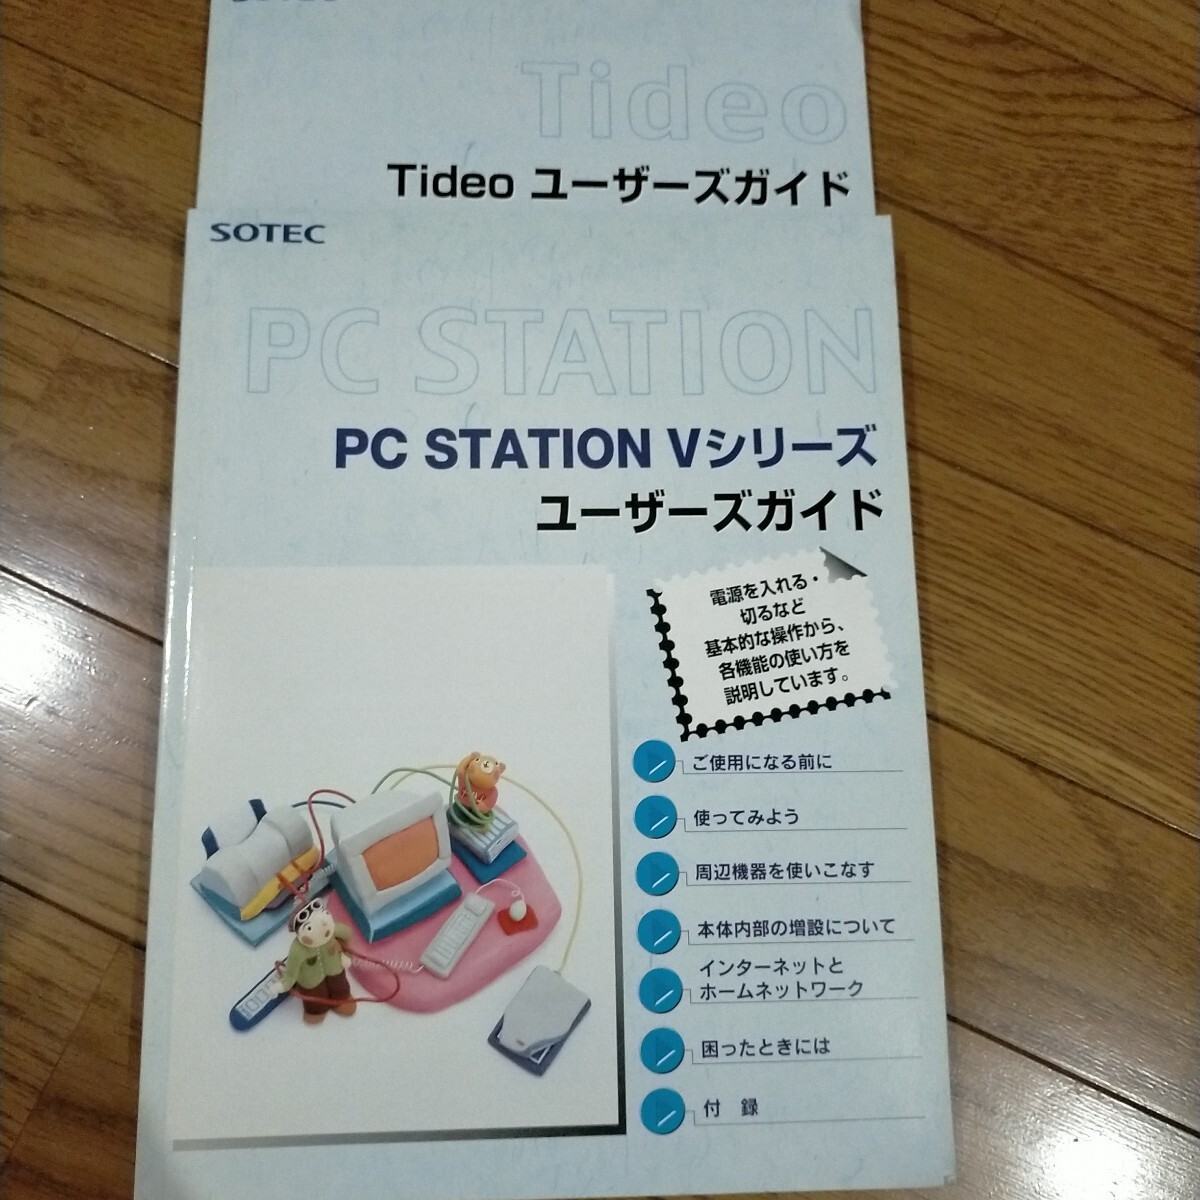 Tideo
Tideo ユーザーズガイド
SOTEC
PC STATION
PC STATION Vシリーズ
ユーザーズガイド
電源を入れる・
切るなど
基本的な操作から、
各機能の使い方を
説明しています。
ご使用になる前に
使ってみよう
周辺機器を使いこなす
本体内部の増設について
インターネットと
ホームネットワーク
困ったときには
付 録